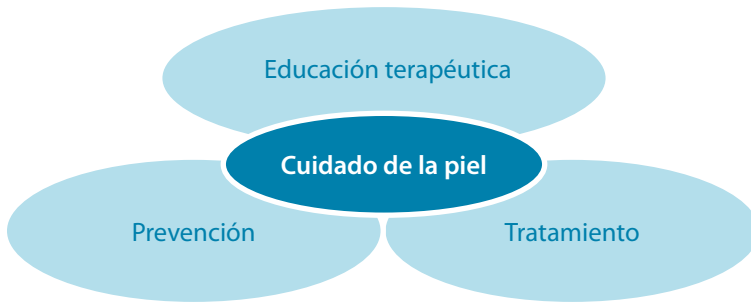 Educación terapéutica
Cuidado de la piel
Prevención
Tratamiento